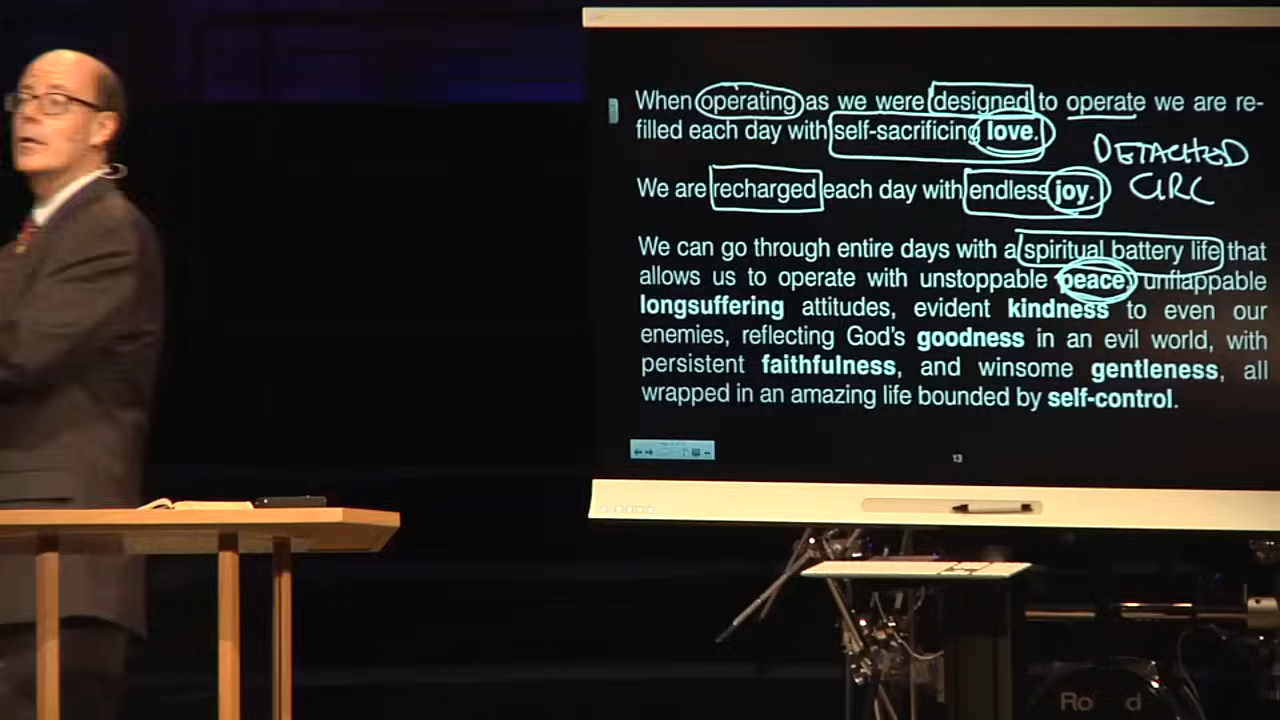 When operating as we were designed to operate we are re-
filled each day with self-sacrificing love.
DETACHED
CIRC
We are recharged each day with endless joy.
We can go through entire days with a spiritual battery life that
allows us to operate with unstoppable peace, unflappable
longsuffering attitudes, evident kindness to even our
enemies, reflecting God's goodness in an evil world, with
persistent faithfulness, and winsome gentleness, all
wrapped in an amazing life bounded by self-control.
13